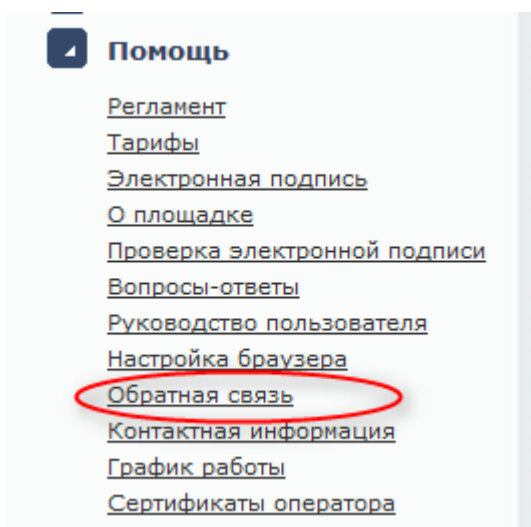 Помощь
Регламент
Тарифы
Электронная подпись
О площадке
Проверка электронной подписи
Вопросы-ответы
Руководство пользователя
Настройка браузера
Обратная связь
Контактная информация
График работы
Сертификаты оператора